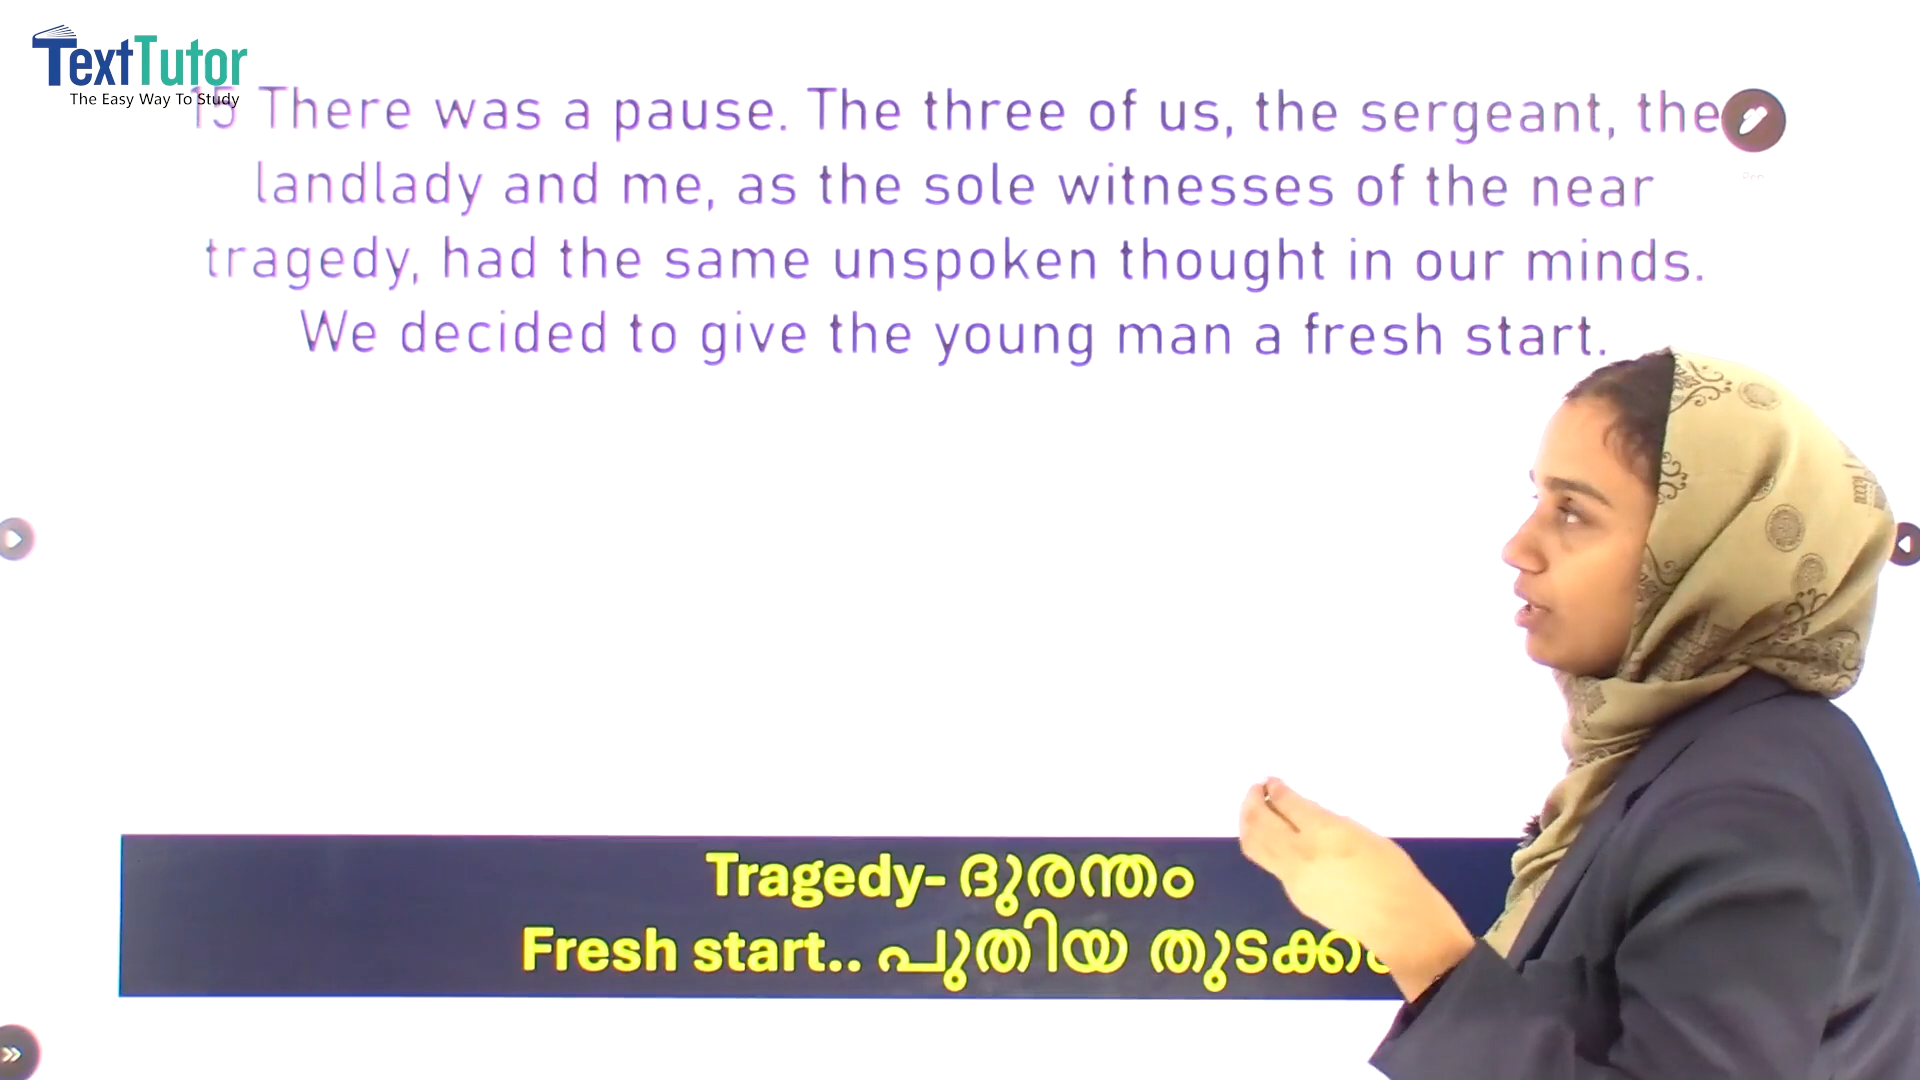 TextTutor
The Easy Way To Study
15 There was a pause. The three of us, the sergeant, the
landlady and me, as the sole witnesses of the near
tragedy, had the same unspoken thought in our minds.
We decided to give the young man a fresh start.
Tragedy- ദുരന്തം
Fresh start.. പുതിയ തുടക്കം